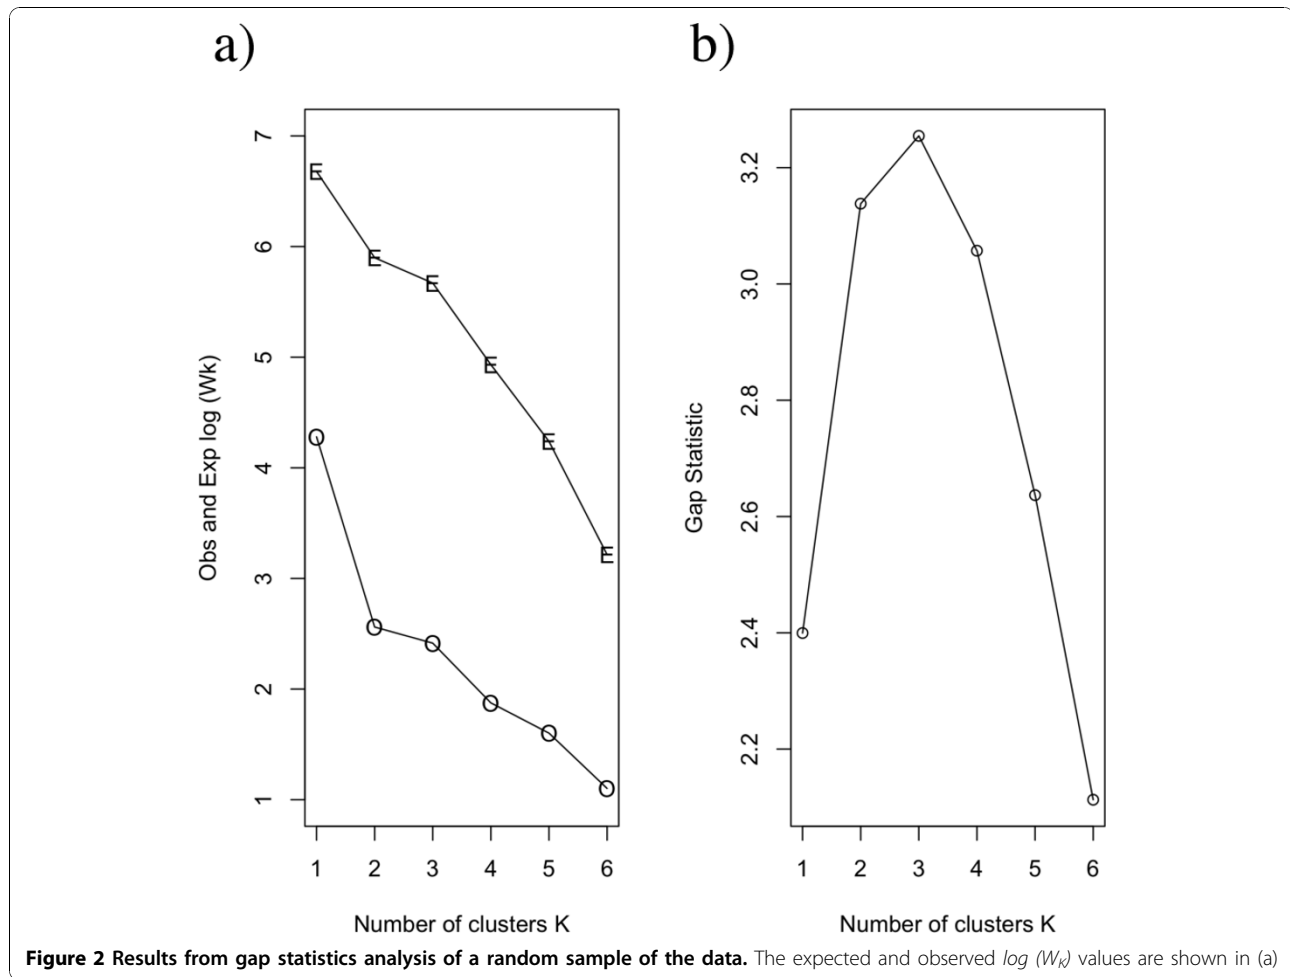 a)
7
6
5
4
3
2
1
Obs and Exp log (Wk)
E
E
E
E
E
E
O
O
O
O
O
O
1 2 3 4 5 6
Number of clusters K
b)
3.2
3.0
2.8
2.6
2.4
2.2
Gap Statistic
1 2 3 4 5 6
Number of clusters K
Figure 2 Results from gap statistics analysis of a random sample of the data. The expected and observed log (WK) values are shown in (a)